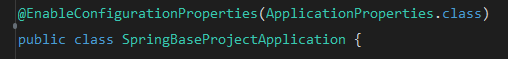 @EnableConfigurationProperties(ApplicationProperties.class)
public class SpringBaseProjectApplication {